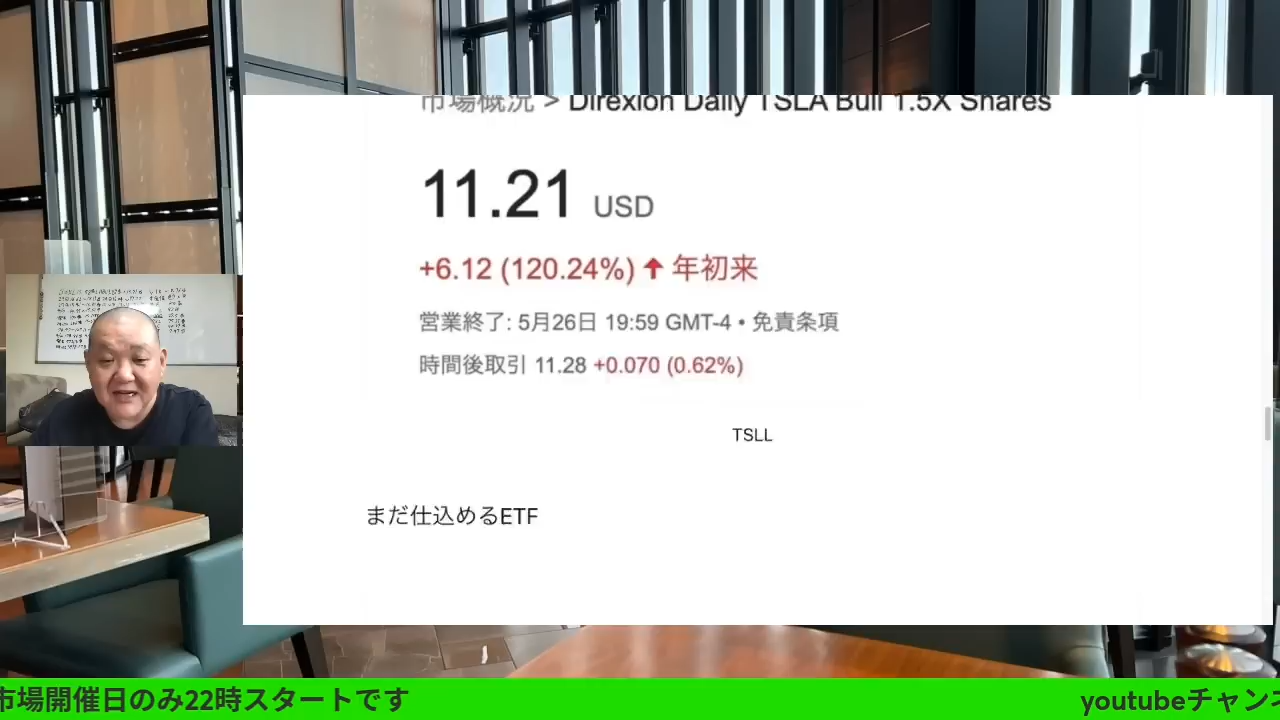 市場概況 > Direxion Daily TSLA Bull 1.5X Shares
11.21 USD
+6.12 (120.24%) ↑ 年初来
営業終了: 5月26日 19:59 GMT-4 • 免責条項
時間後取引 11.28 +0.070 (0.62%)
TSLL
まだ仕込めるETF
市場開催日のみ22時スタートです
youtubeチャンネ